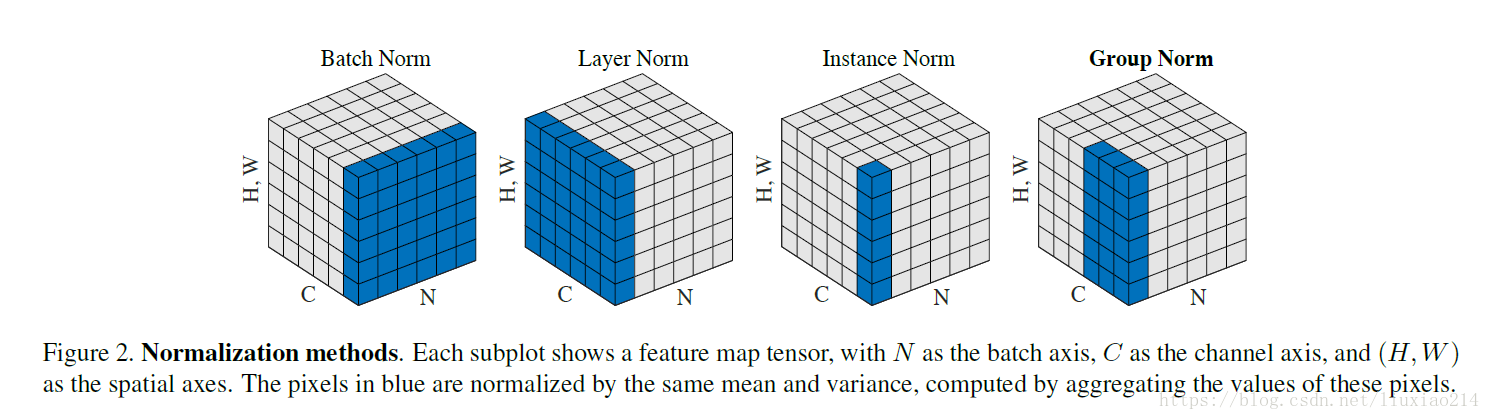 Batch Norm
Layer Norm
Instance Norm
Group Norm
H, W
H, W
H, W
H, W
C
N
C
N
C
N
C
N
Figure 2. Normalization methods. Each subplot shows a feature map tensor, with N as the batch axis, C as the channel axis, and (H, W)
as the spatial axes. The pixels in blue are normalized by the same mean and variance, computed by aggregating the values of these pixels.
https://blog.csdn.net/liuxiao214